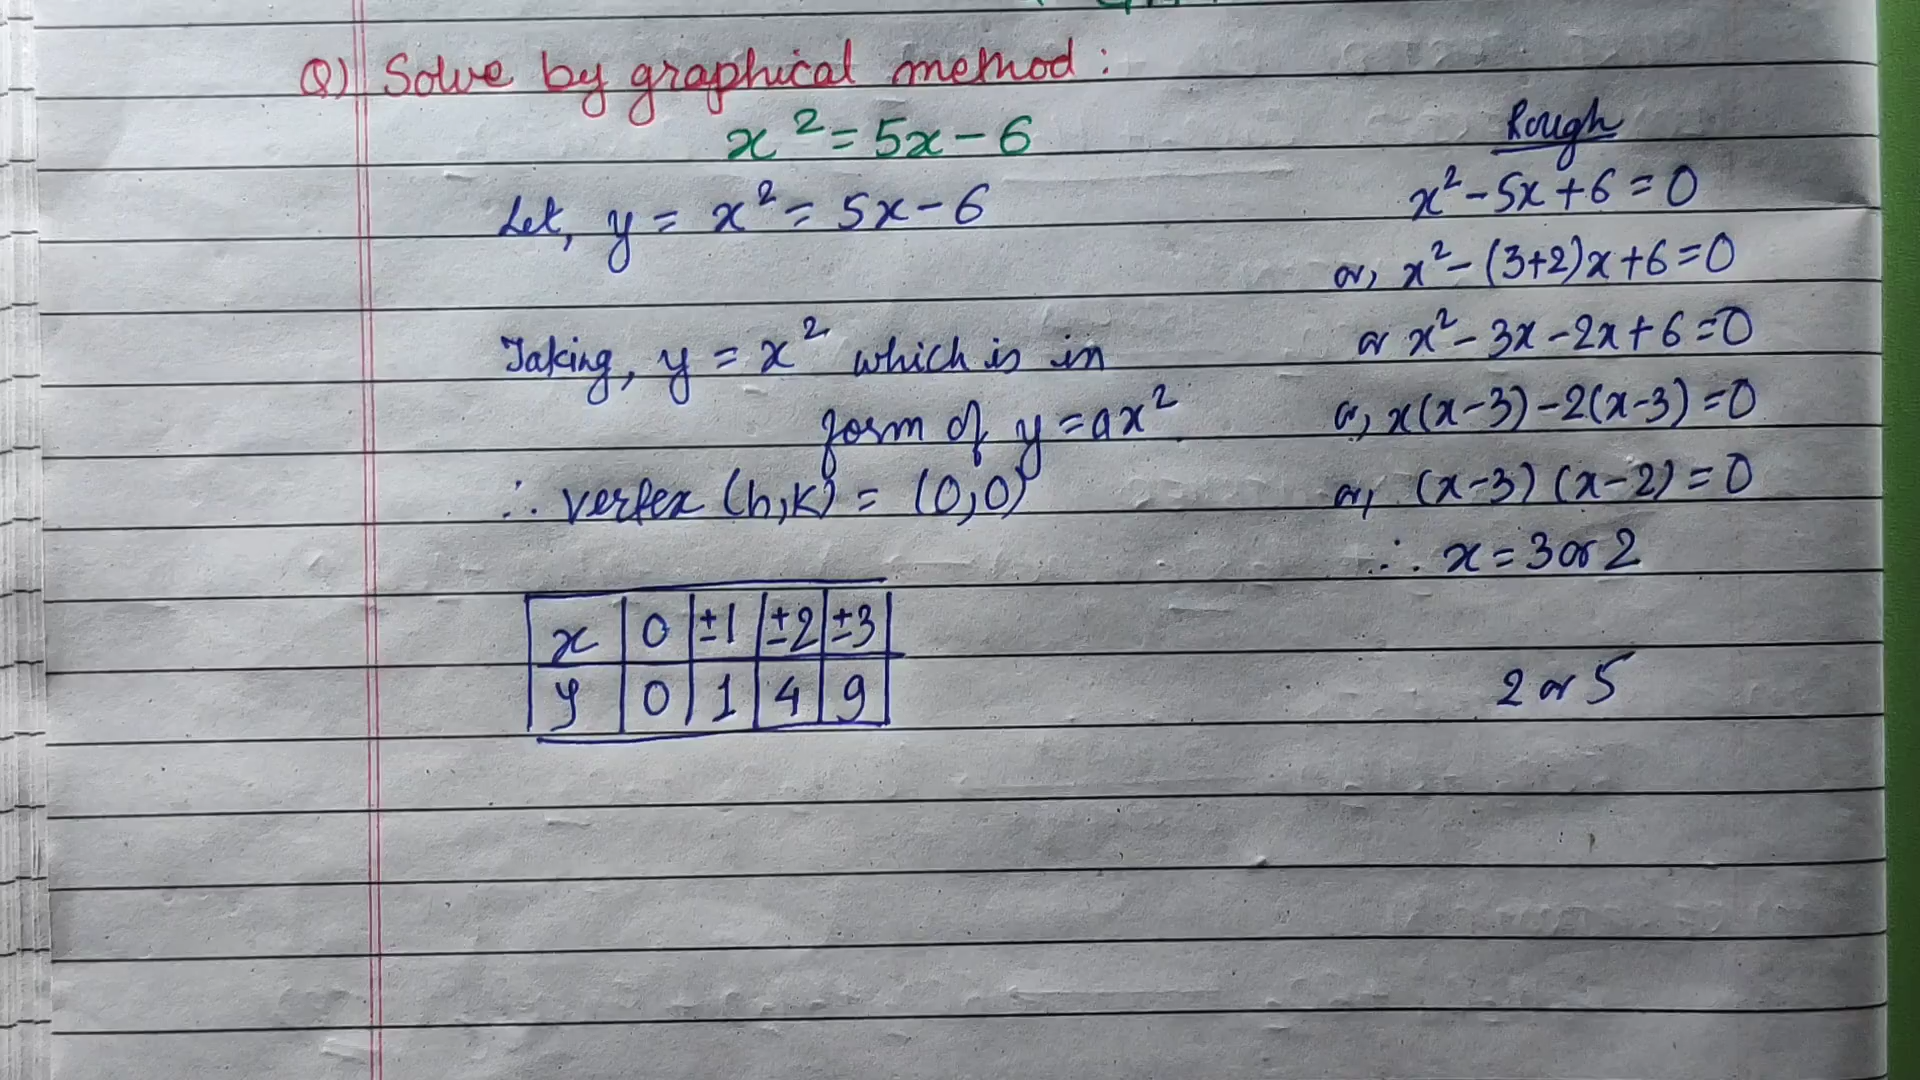 Q) Solve by graphical method:
x² = 5x - 6
Let, y = x² = 5x - 6
Taking, y = x² which is in
form of y = ax²
∴ vertex (h,k) = (0,0)
x | 0 | ±1 | ±2 | ±3
y | 0 | 1 | 4 | 9
Rough
x² - 5x + 6 = 0
or, x² - (3+2)x + 6 = 0
or x² - 3x - 2x + 6 = 0
or, x(x-3) - 2(x-3) = 0
or, (x-3) (x-2) = 0
∴ x = 3 or 2
2 or 5